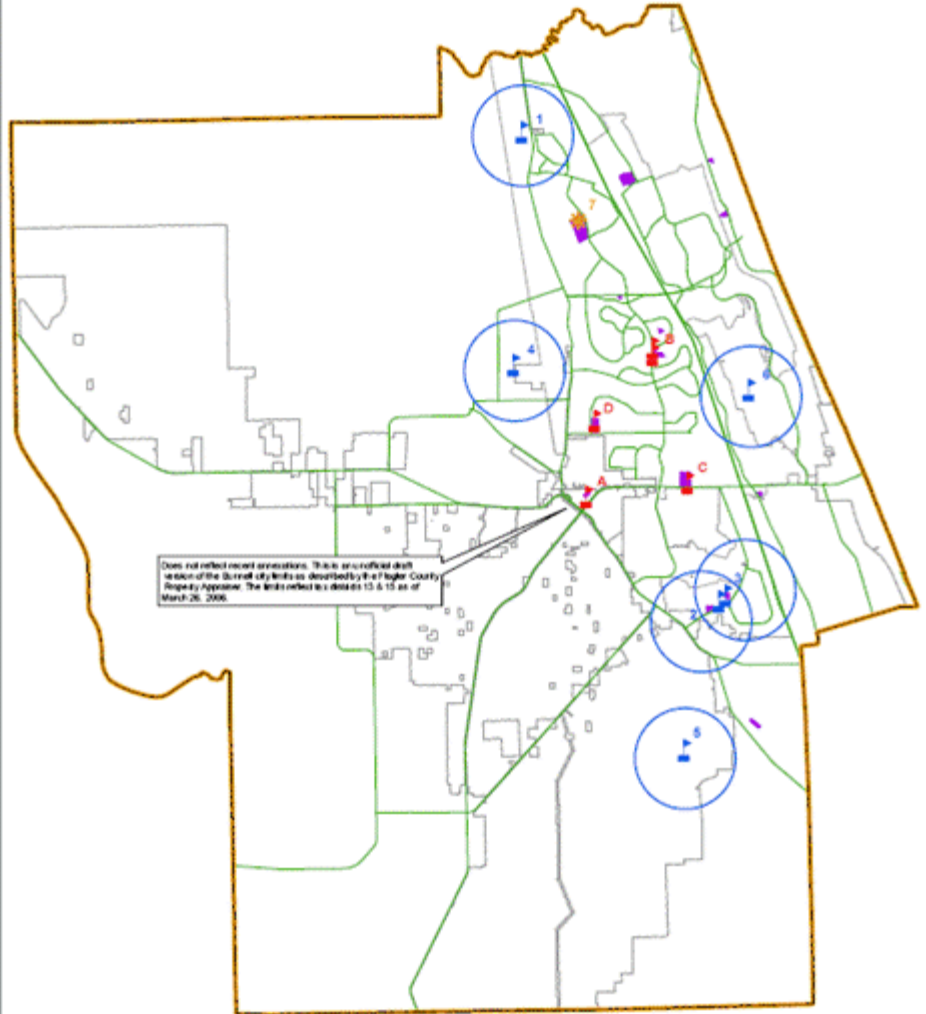 1
7
4
8
6
D
C
A
Does not reflect recent annexations. This is an unofficial draft
version of the Bunnell city limits as described by the Flagler County
Property Appraiser. The limits reflect tax districts 13 & 15 as of
March 26, 2006.
3
2
5